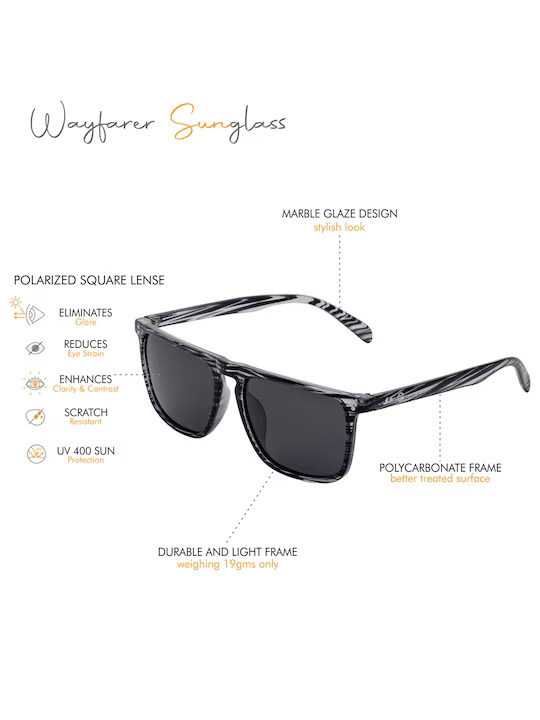 Wayfarer Sunglass
MARBLE GLAZE DESIGN
stylish look
POLARIZED SQUARE LENSE
ELIMINATES
Glare
REDUCES
Eye Strain
ENHANCES
Clarity & Contrast
SCRATCH
Resistant
UV 400 SUN
Protection
POLYCARBONATE FRAME
better treated surface
DURABLE AND LIGHT FRAME
weighing 19gms only